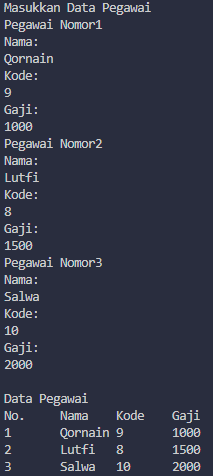 Masukkan Data Pegawai
Pegawai Nomor1
Nama:
Qornain
Kode:
9
Gaji:
1000
Pegawai Nomor2
Nama:
Lutfi
Kode:
8
Gaji:
1500
Pegawai Nomor3
Nama:
Salwa
Kode:
10
Gaji:
2000

Data Pegawai
No. Nama Kode Gaji
1 Qornain 9 1000
2 Lutfi 8 1500
3 Salwa 10 2000